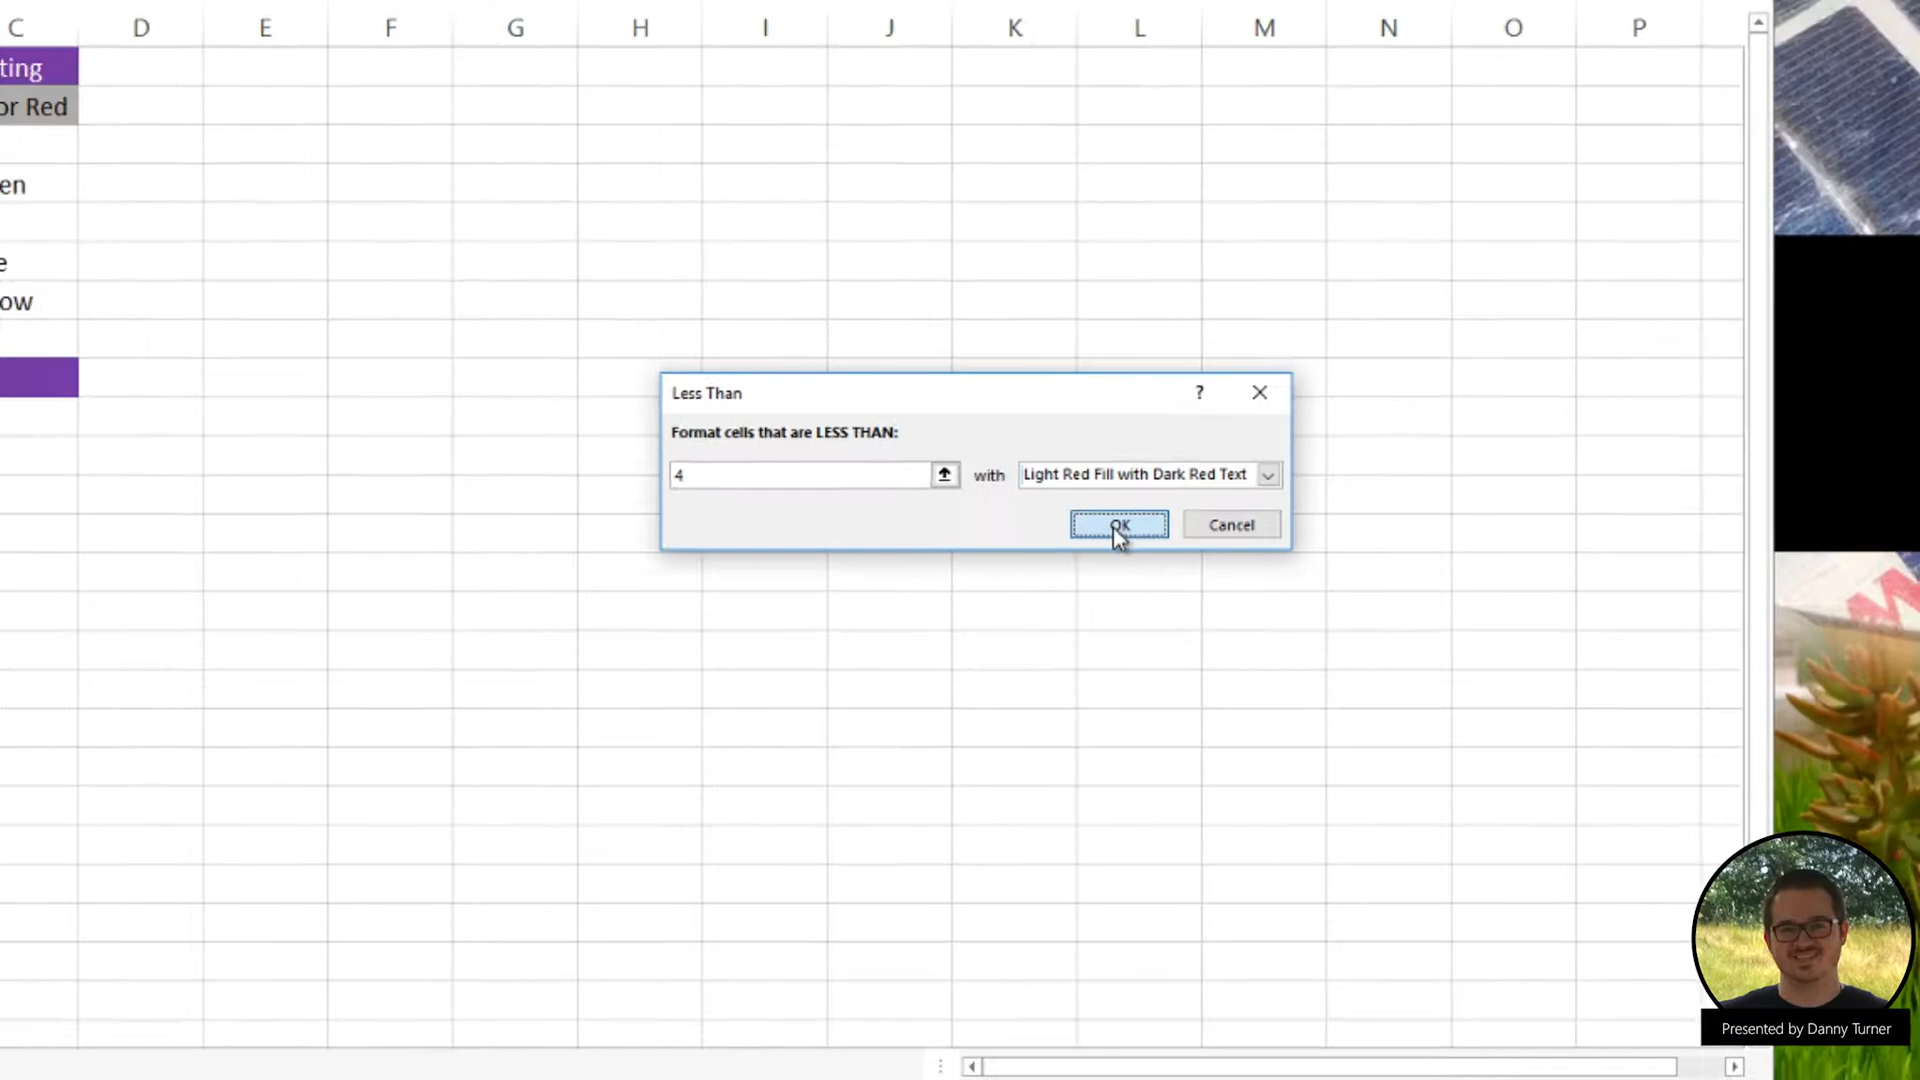 C D E F G H I J K L M N O P
ting
or Red
en
e
ow
Less Than ?
Format cells that are LESS THAN:
4 with Light Red Fill with Dark Red Text
OK Cancel
Presented by Danny Turner